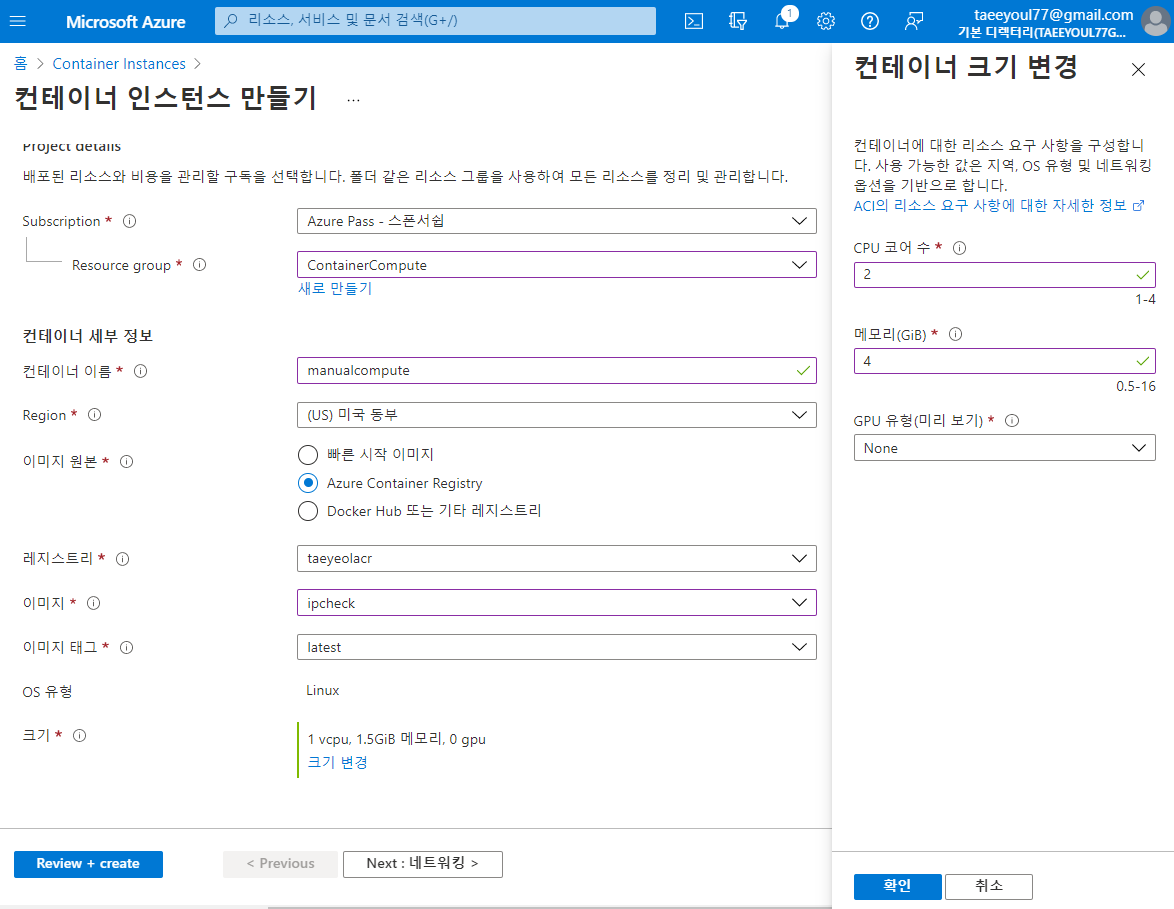 Microsoft Azure
리소스, 서비스 및 문서 검색(G+/)
1
taeeyoul77@gmail.com
기본 디렉터리(TAEEYOUL77G...
홈 > Container Instances >
컨테이너 인스턴스 만들기 ...
Project details
배포된 리소스와 비용을 관리할 구독을 선택합니다. 폴더 같은 리소스 그룹을 사용하여 모든 리소스를 정리 및 관리합니다.
Subscription *
Azure Pass - 스폰서쉽
Resource group *
ContainerCompute
새로 만들기
컨테이너 세부 정보
컨테이너 이름 *
manualcompute
Region *
(US) 미국 동부
이미지 원본 *
빠른 시작 이미지
Azure Container Registry
Docker Hub 또는 기타 레지스트리
레지스트리 *
taeyeolacr
이미지 *
ipcheck
이미지 태그 *
latest
OS 유형
Linux
크기 *
1 vcpu, 1.5GiB 메모리, 0 gpu
크기 변경
Review + create
< Previous
Next : 네트워킹 >
컨테이너 크기 변경
컨테이너에 대한 리소스 요구 사항을 구성합니
다. 사용 가능한 값은 지역, OS 유형 및 네트워킹
옵션을 기반으로 합니다.
ACI의 리소스 요구 사항에 대한 자세한 정보
CPU 코어 수 *
2
1-4
메모리(GiB) *
4
0.5-16
GPU 유형(미리 보기) *
None
확인
취소